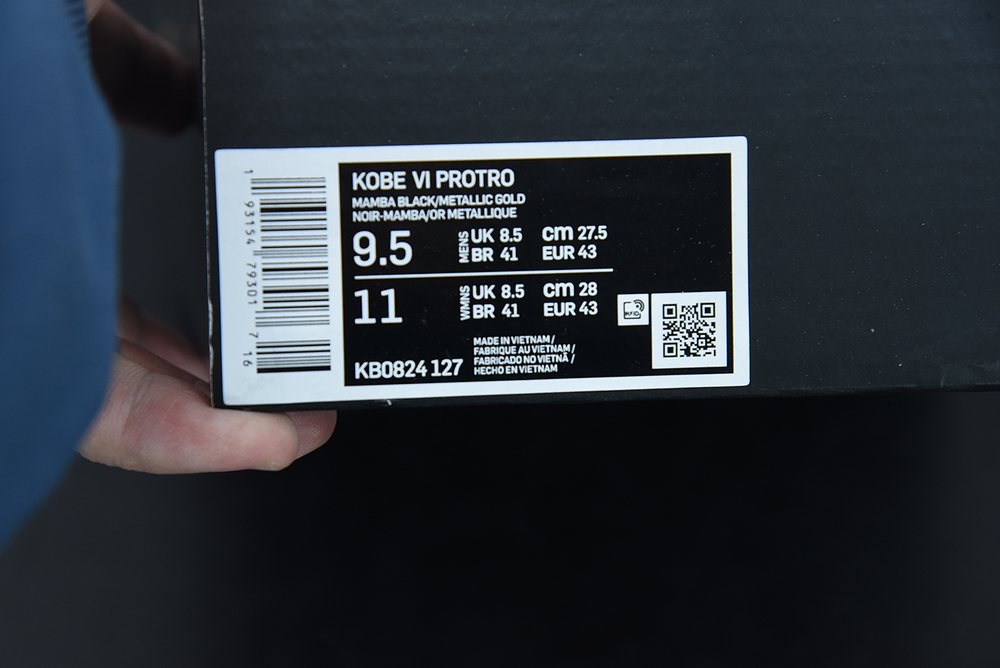 1 93154 79301 7 16
KOBE VI PROTRO
MAMBA BLACK/METALLIC GOLD
NOIR-MAMBA/OR METALLIQUE
9.5 MENS UK 8.5 cm 27.5
BR 41 EUR 43
11 WMNS UK 8.5 cm 28
BR 41 EUR 43
RFID
KB0824 127
MADE IN VIETNAM /
FABRIQUE AU VIETNAM /
FABRICADO NO VIETNÃ /
HECHO EN VIETNAM